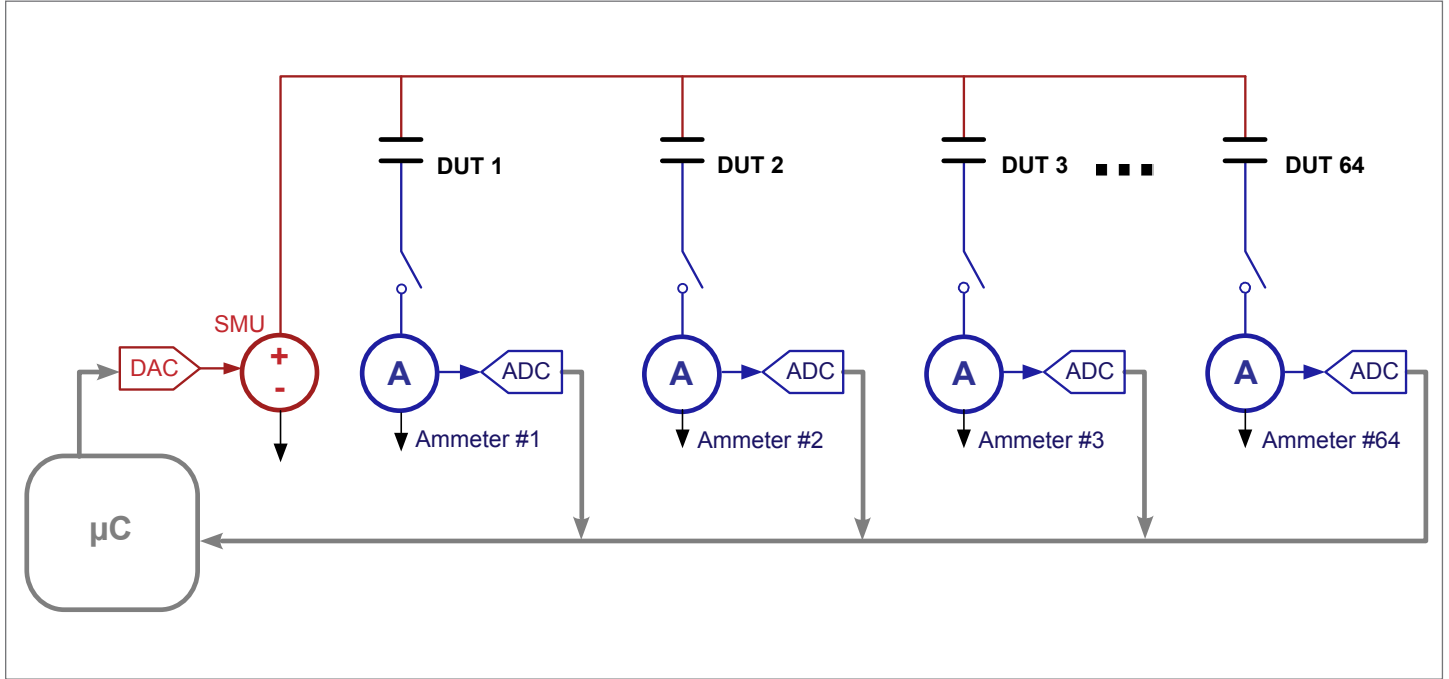 DUT 1
DUT 2
DUT 3
DUT 64
SMU
+
-
DAC
A
ADC
A
ADC
A
ADC
A
ADC
Ammeter #1
Ammeter #2
Ammeter #3
Ammeter #64
µC